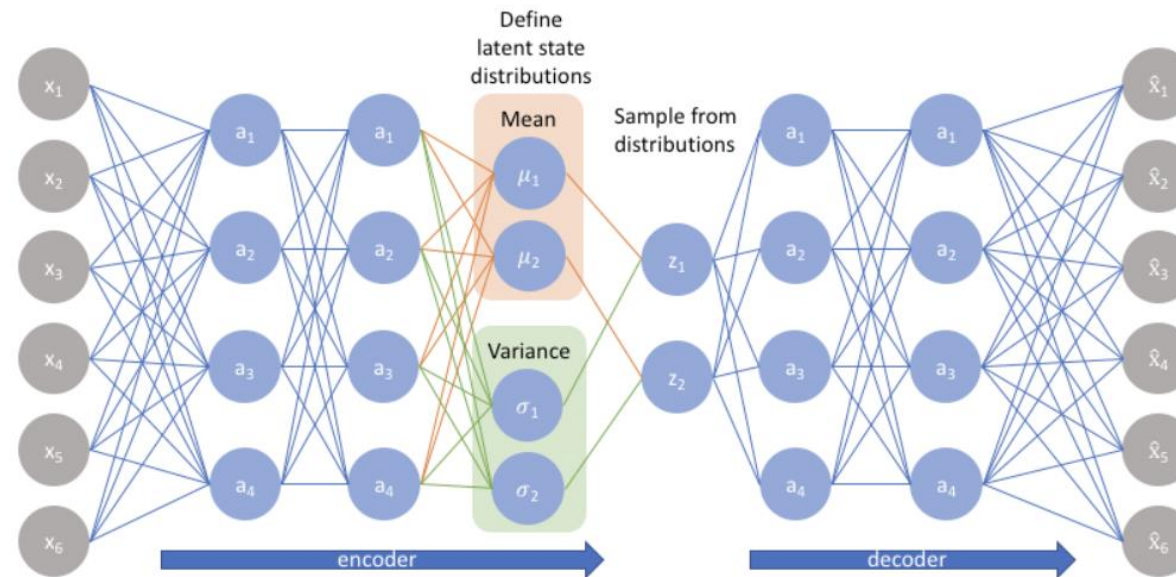 Define
latent state
distributions
Mean
Sample from
distributions
Variance
x₁
x₂
x₃
x₄
x₅
x₆
a₁
a₂
a₃
a₄
a₁
a₂
a₃
a₄
μ₁
μ₂
σ₁
σ₂
z₁
z₂
a₁
a₂
a₃
a₄
a₁
a₂
a₃
a₄
x̂₁
x̂₂
x̂₃
x̂₄
x̂₅
x̂₆
encoder
decoder